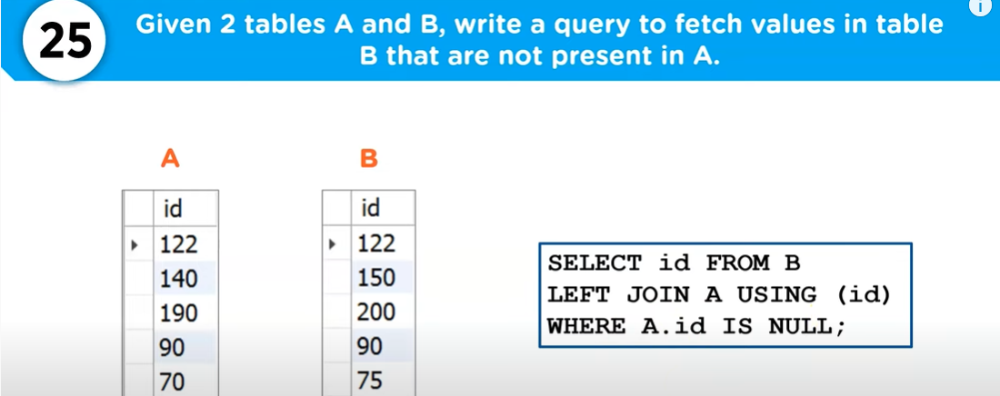 25
Given 2 tables A and B, write a query to fetch values in table
B that are not present in A.
i
A
id
122
140
190
90
70
B
id
122
150
200
90
75
SELECT id FROM B
LEFT JOIN A USING (id)
WHERE A.id IS NULL;